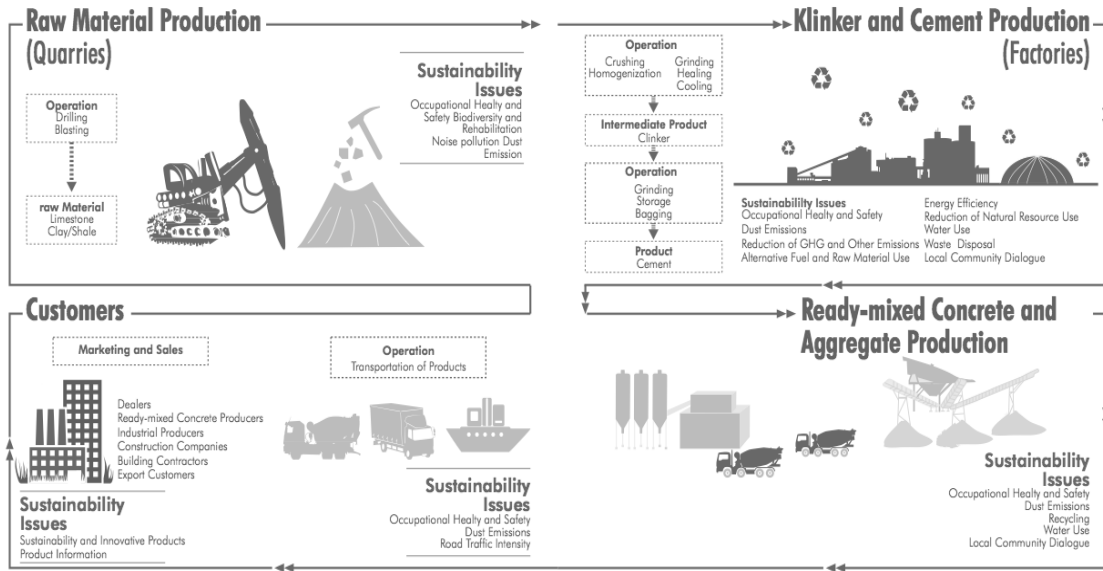 Raw Material Production
(Quarries)
Operation
Drilling
Blasting
raw Material
Limestone
Clay/Shale
Sustainability
Issues
Occupational Healty and
Safety Biodiversity and
Rehabilitation
Noise pollution Dust
Emission
Klinker and Cement Production
(Factories)
Operation
Crushing
Homogenization
Grinding
Healing
Cooling
Intermediate Product
Clinker
Operation
Grinding
Storage
Bagging
Product
Cement
Sustainability Issues
Occupational Healty and Safety
Dust Emissions
Reduction of GHG and Other Emissions
Alternative Fuel and Raw Material Use
Energy Efficiency
Reduction of Natural Resource Use
Water Use
Waste Disposal
Local Community Dialogue
Customers
Marketing and Sales
Dealers
Ready-mixed Concrete Producers
Industrial Producers
Construction Companies
Building Contractors
Export Customers
Sustainability
Issues
Sustainability and Innovative Products
Product Information
Operation
Transportation of Products
Sustainability
Issues
Occupational Healty and Safety
Dust Emissions
Road Traffic Intensity
Ready-mixed Concrete and
Aggregate Production
Sustainability
Issues
Occupational Healty and Safety
Dust Emissions
Recycling
Water Use
Local Community Dialogue